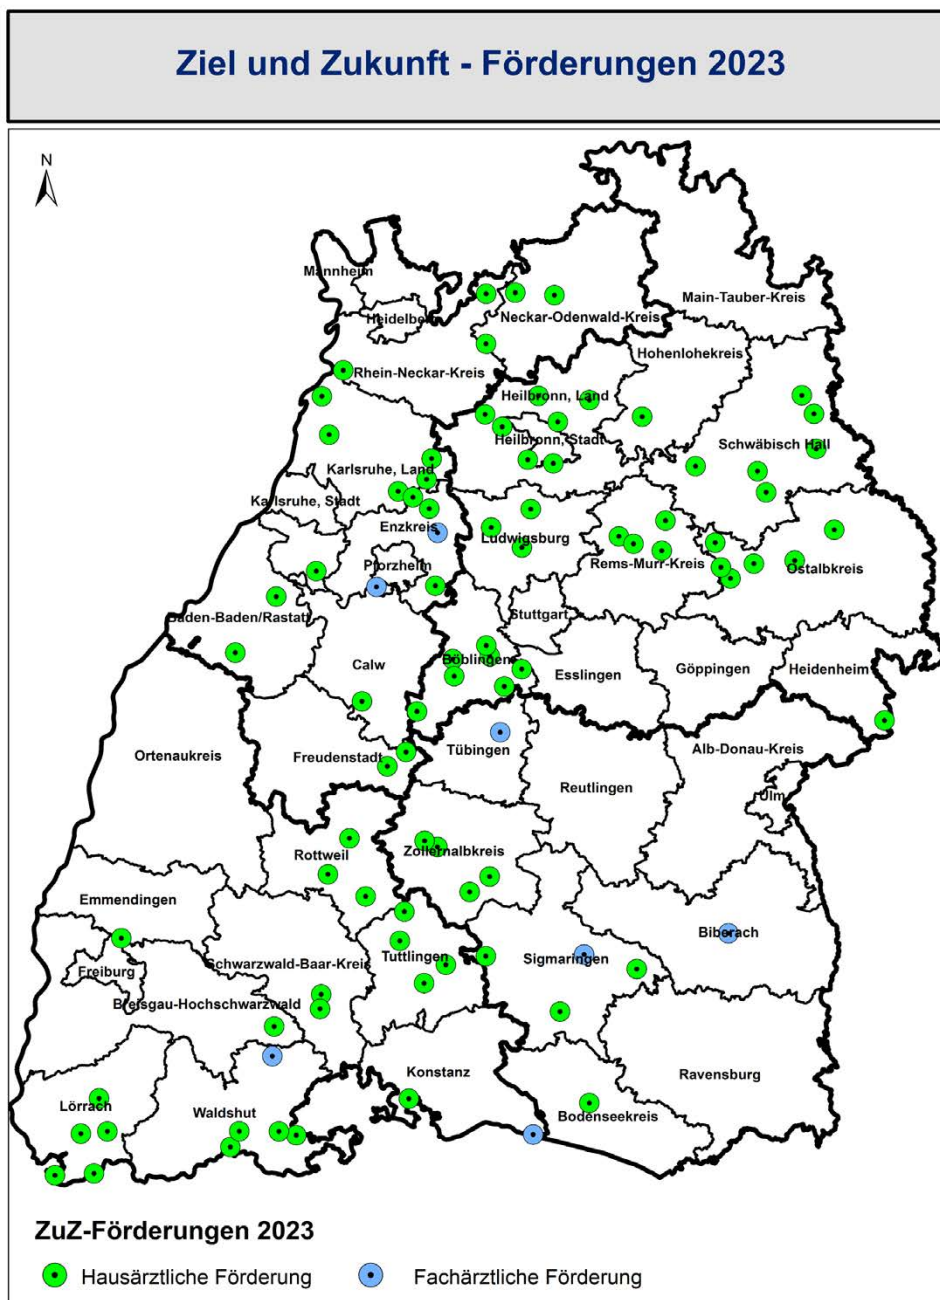 Ziel und Zukunft - Förderungen 2023
N
Mannheim
Main-Tauber-Kreis
Heidelberg
Neckar-Odenwald-Kreis
Hohenlohekreis
Rhein-Neckar-Kreis
Heilbronn, Land
Heilbronn, Stadt
Schwäbisch Hall
Karlsruhe, Land
Karlsruhe, Stadt
Enzkreis
Ludwigsburg
Pforzheim
Rems-Murr-Kreis
Ostalbkreis
Stuttgart
Baden-Baden/Rastatt
Calw
Böblingen
Esslingen
Göppingen
Heidenheim
Ortenaukreis
Freudenstadt
Tübingen
Alb-Donau-Kreis
Reutlingen
Ulm
Rottweil
Zollernalbkreis
Emmendingen
Biberach
Freiburg
Schwarzwald-Baar-Kreis
Tuttlingen
Sigmaringen
Breisgau-Hochschwarzwald
Konstanz
Ravensburg
Lörrach
Waldshut
Bodenseekreis
ZuZ-Förderungen 2023
Hausärztliche Förderung
Fachärztliche Förderung